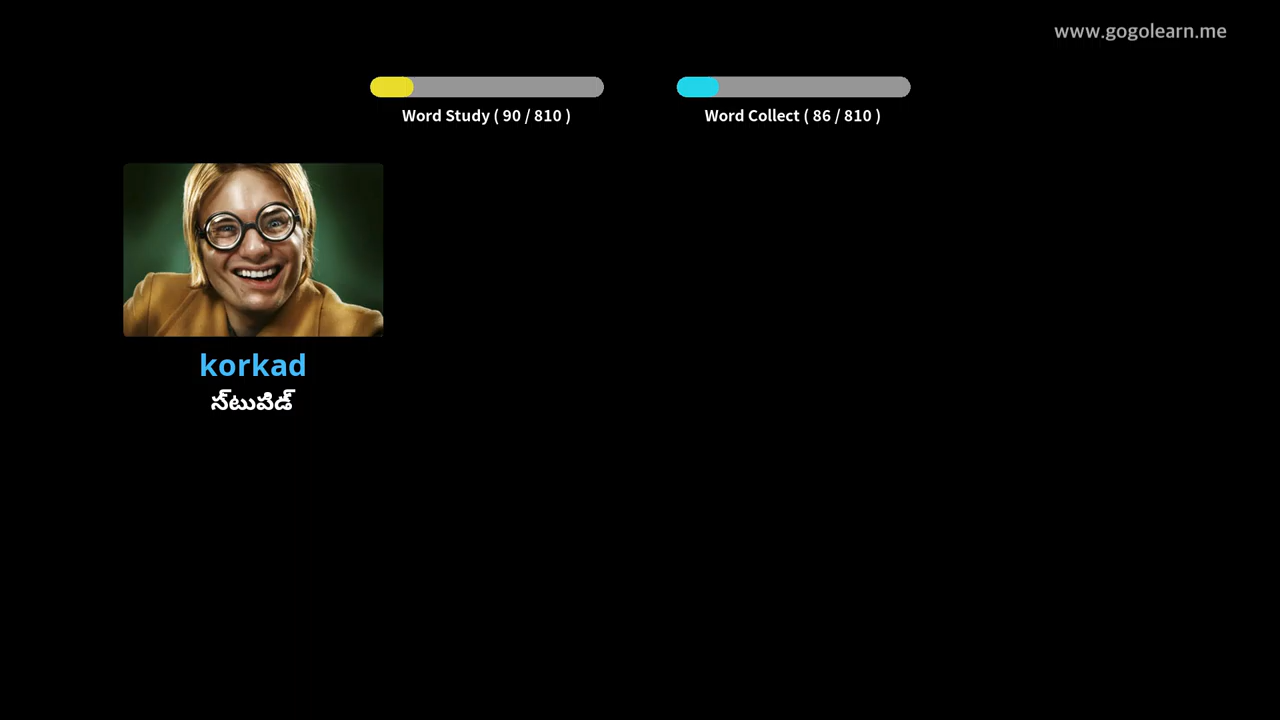 www.gogolearn.me
Word Study ( 90 / 810 )
Word Collect ( 86 / 810 )
korkad
స్టుపిడ్